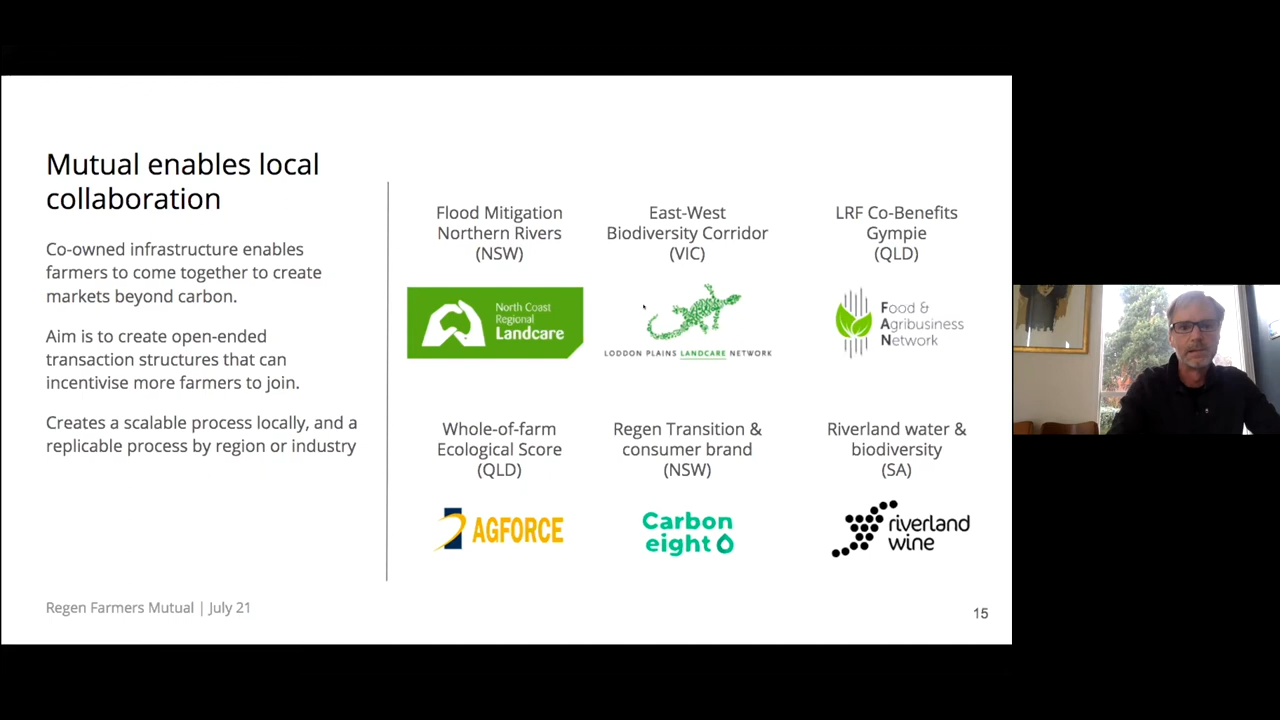 Mutual enables local
collaboration
Co-owned infrastructure enables
farmers to come together to create
markets beyond carbon.
Aim is to create open-ended
transaction structures that can
incentivise more farmers to join.
Creates a scalable process locally, and a
replicable process by region or industry
Flood Mitigation
Northern Rivers
(NSW)
North Coast
Regional
Landcare
East-West
Biodiversity Corridor
(VIC)
LODDON PLAINS LANDCARE NETWORK
LRF Co-Benefits
Gympie
(QLD)
Food &
Agribusiness
Network
Whole-of-farm
Ecological Score
(QLD)
AGFORCE
Regen Transition &
consumer brand
(NSW)
Carbon
eight
Riverland water &
biodiversity
(SA)
riverland
wine
Regen Farmers Mutual | July 21
15